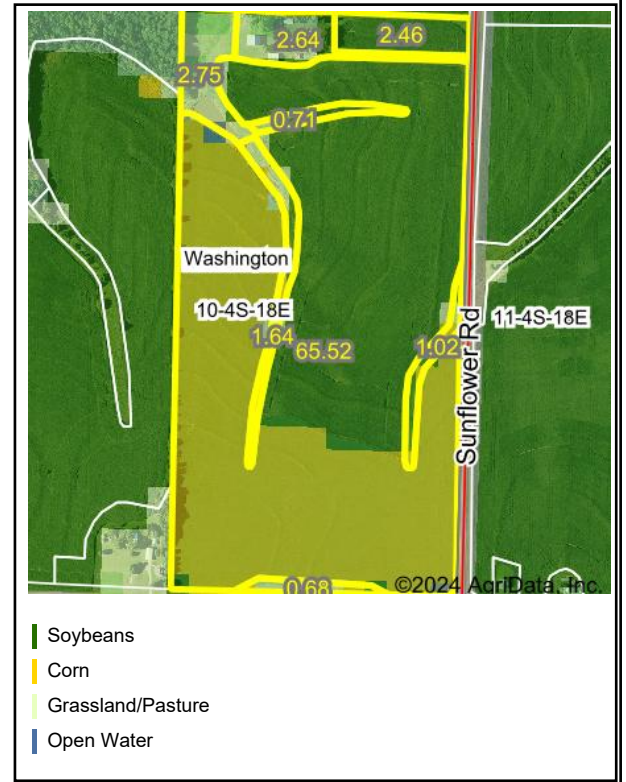 2.64
2.46
2.75
0.71
Washington
10-4S-18E
11-4S-18E
1.64
65.52
1.02
Sunflower Rd
0.68
©2024 AgriData, Inc.
Soybeans
Corn
Grassland/Pasture
Open Water